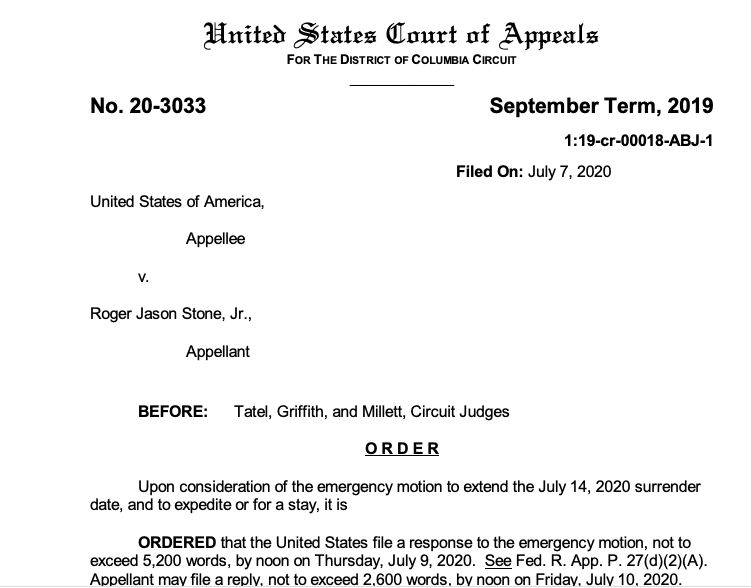 United States Court of Appeals
FOR THE DISTRICT OF COLUMBIA CIRCUIT
No. 20-3033
September Term, 2019
1:19-cr-00018-ABJ-1
Filed On: July 7, 2020
United States of America,
Appellee
v.
Roger Jason Stone, Jr.,
Appellant
BEFORE: Tatel, Griffith, and Millett, Circuit Judges
O R D E R
Upon consideration of the emergency motion to extend the July 14, 2020 surrender
date, and to expedite or for a stay, it is
ORDERED that the United States file a response to the emergency motion, not to
exceed 5,200 words, by noon on Thursday, July 9, 2020. See Fed. R. App. P. 27(d)(2)(A).
Appellant may file a reply, not to exceed 2,600 words, by noon on Friday, July 10, 2020.